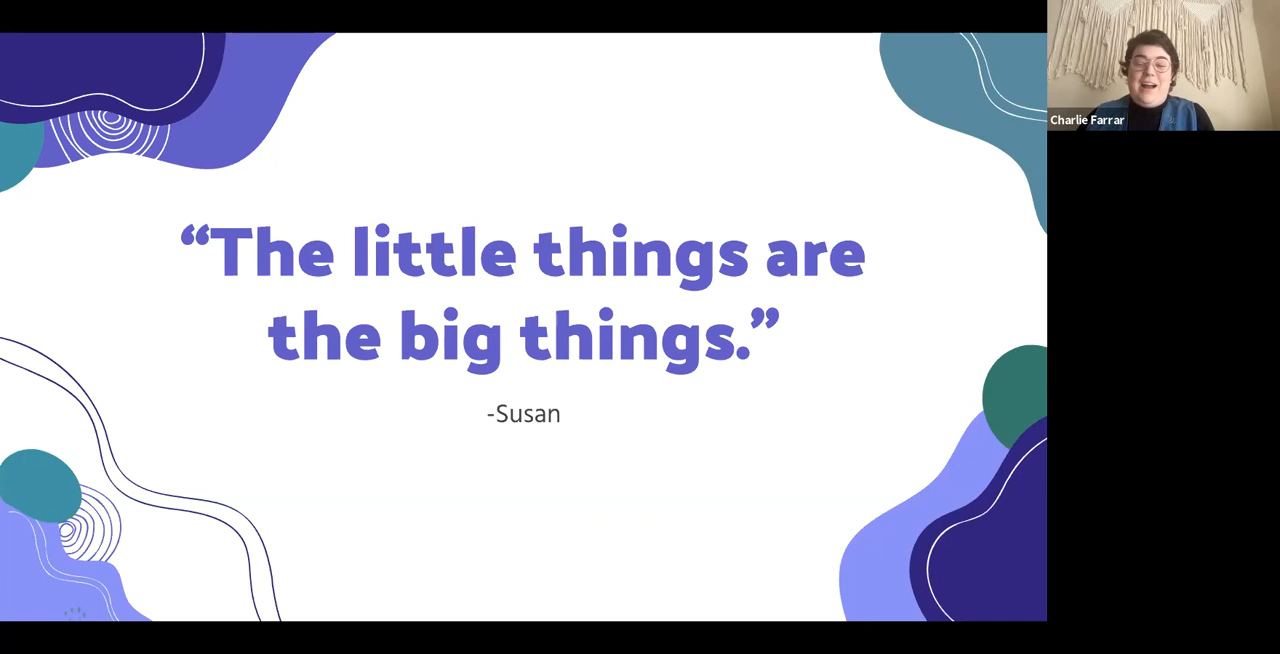 “The little things are
the big things.”
-Susan
Charlie Farrar